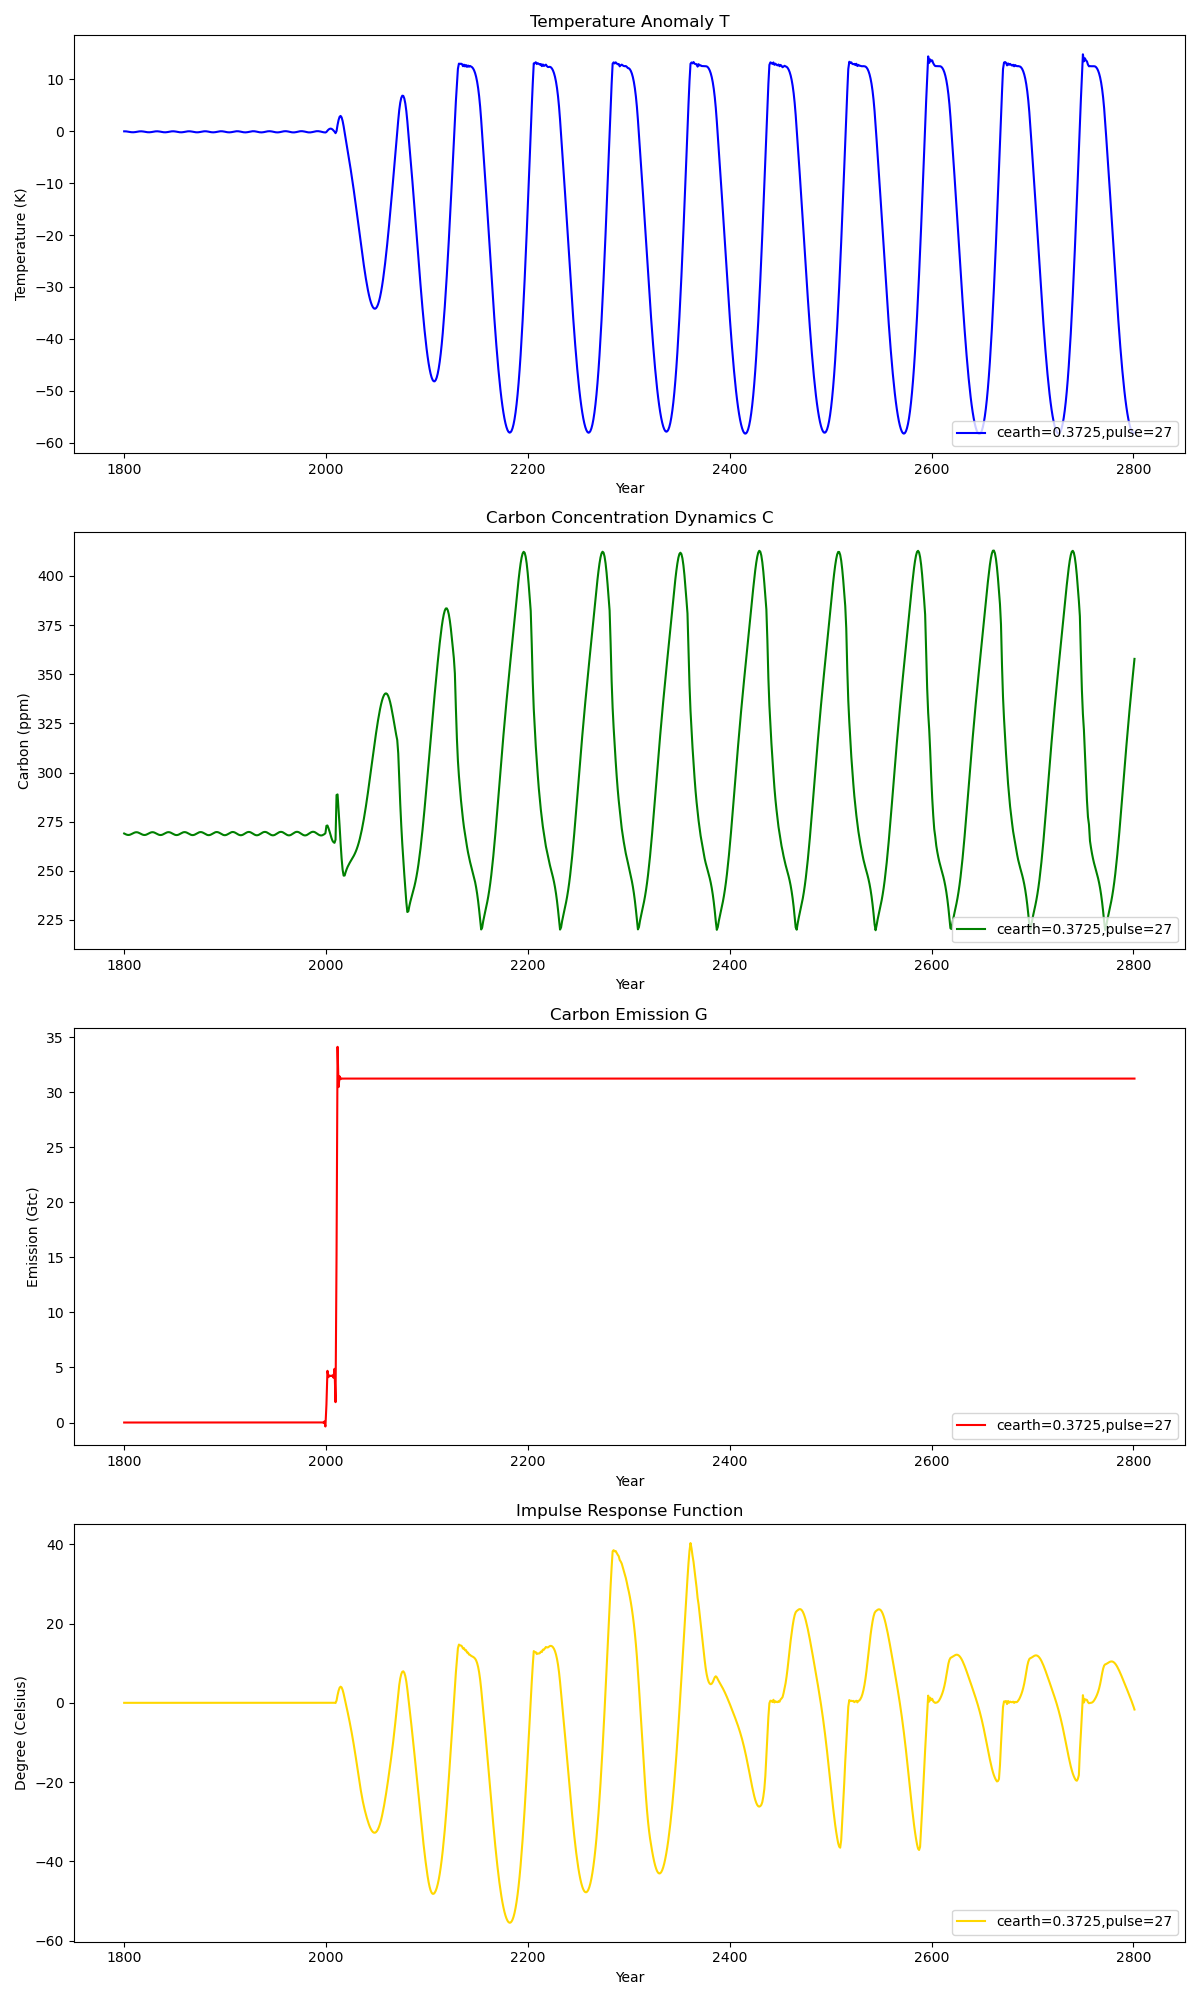 Temperature Anomaly T
Temperature (K)
10
0
−10
−20
−30
−40
−50
−60
cearth=0.3725,pulse=27
1800 2000 2200 2400 2600 2800
Year
Carbon Concentration Dynamics C
Carbon (ppm)
400
375
350
325
300
275
250
225
cearth=0.3725,pulse=27
1800 2000 2200 2400 2600 2800
Year
Carbon Emission G
Emission (Gtc)
35
30
25
20
15
10
5
0
cearth=0.3725,pulse=27
1800 2000 2200 2400 2600 2800
Year
Impulse Response Function
Degree (Celsius)
40
20
0
−20
−40
−60
cearth=0.3725,pulse=27
1800 2000 2200 2400 2600 2800
Year